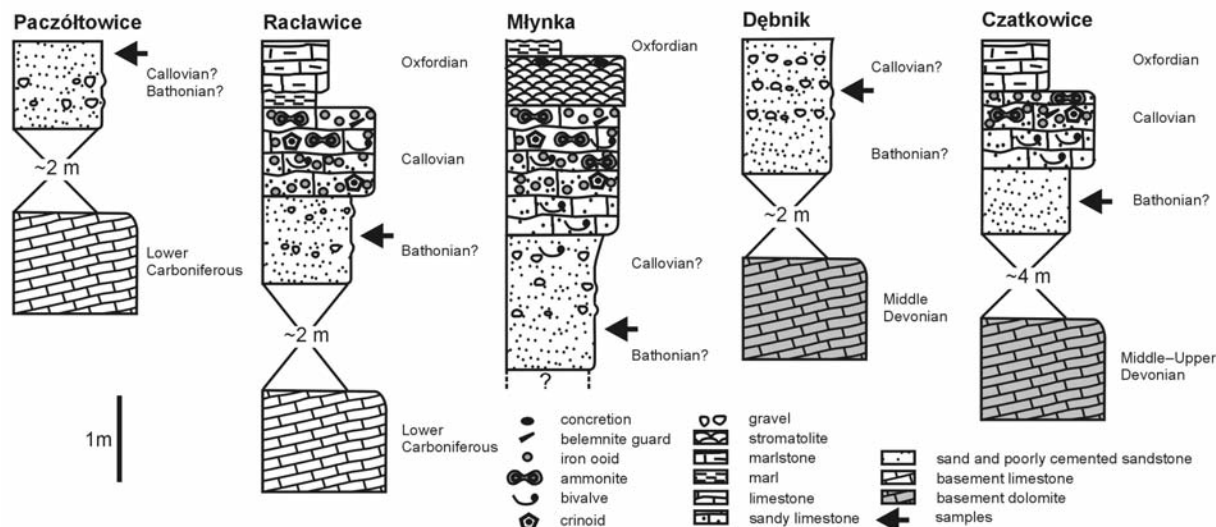 Paczółtowice
Callovian?
Bathonian?
~2 m
Lower
Carboniferous
1m
Racławice
Oxfordian
Callovian
Bathonian?
~2 m
Lower
Carboniferous
Młynka
Oxfordian
Callovian?
Bathonian?
?
Dębnik
Callovian?
Bathonian?
~2 m
Middle
Devonian
Czatkowice
Oxfordian
Callovian
Bathonian?
~4 m
Middle–Upper
Devonian
concretion
belemnite guard
iron ooid
ammonite
bivalve
crinoid
gravel
stromatolite
marlstone
marl
limestone
sandy limestone
sand and poorly cemented sandstone
basement limestone
basement dolomite
samples